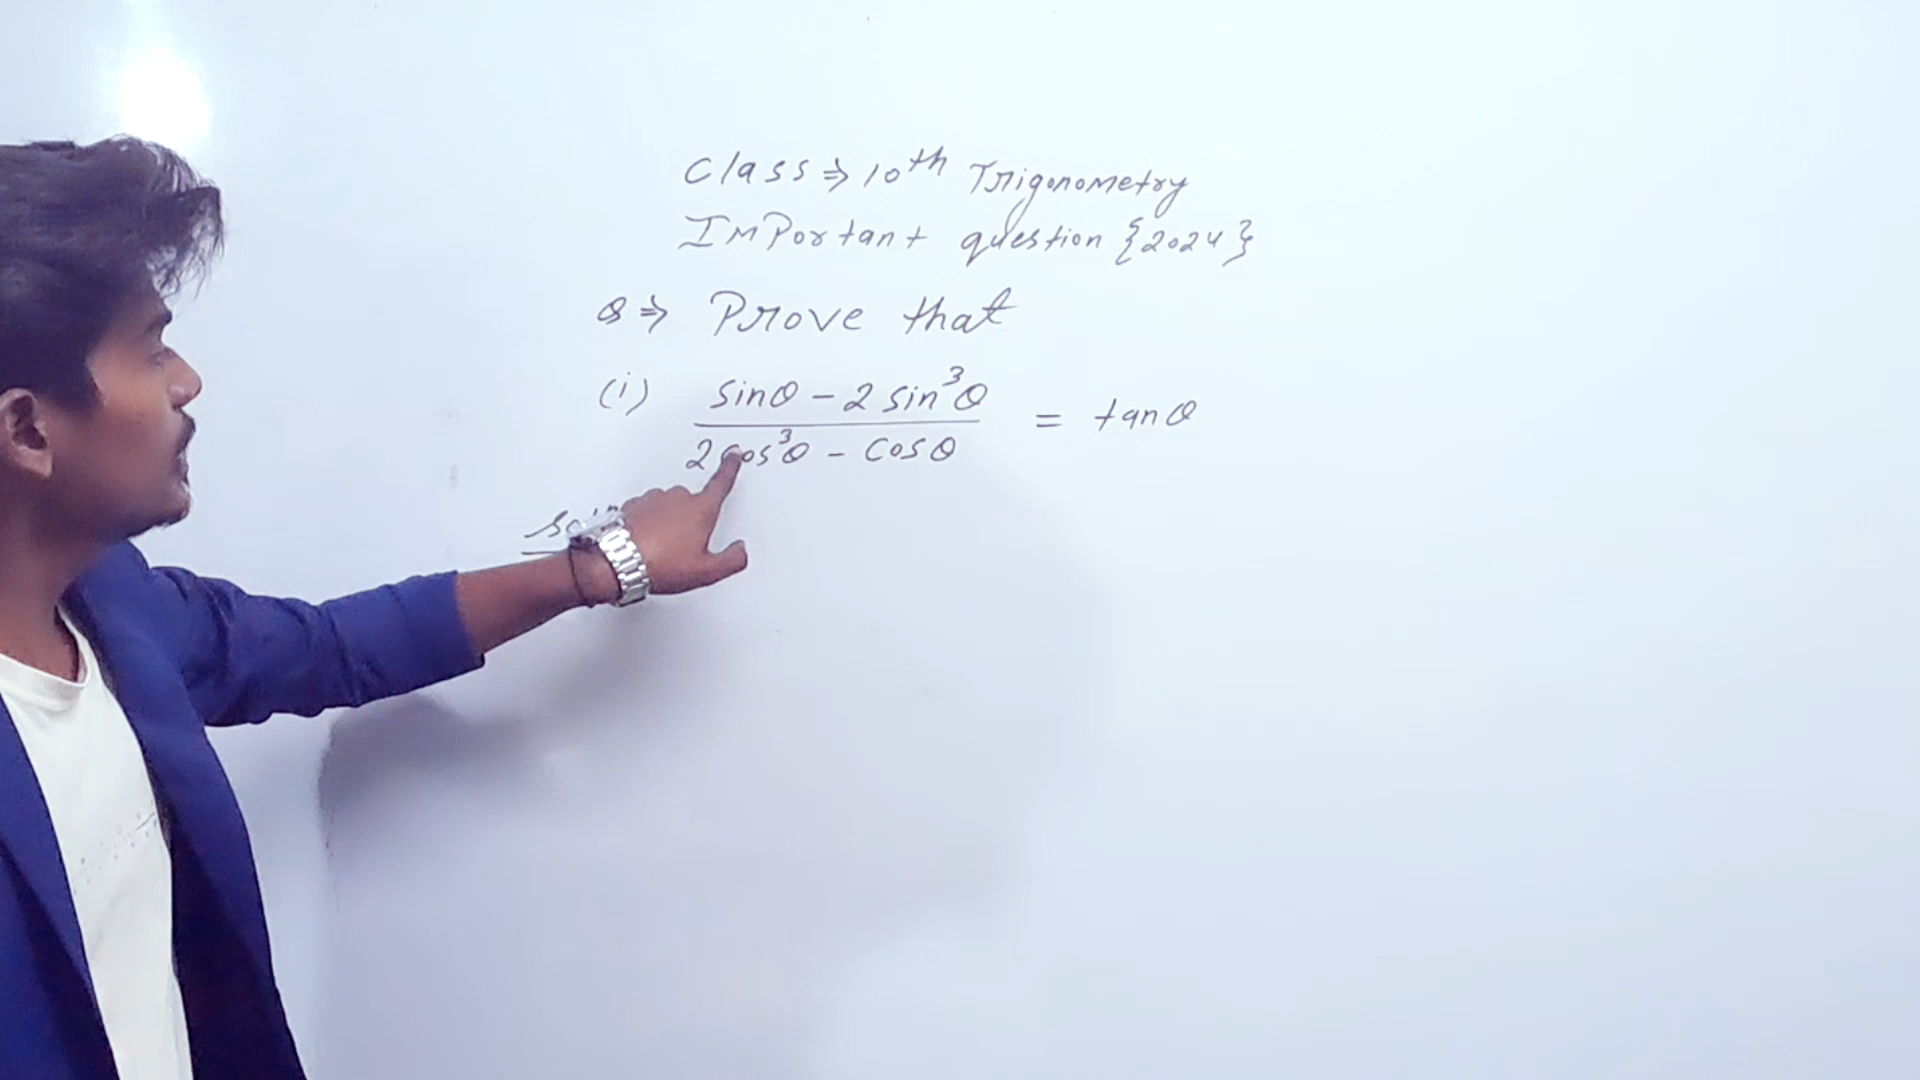 Class ⇒ 10th Trigonometry
Important question {2024}
Q ⇒ Prove that
(i) sinθ - 2 sin³θ / 2cos³θ - cosθ = tanθ